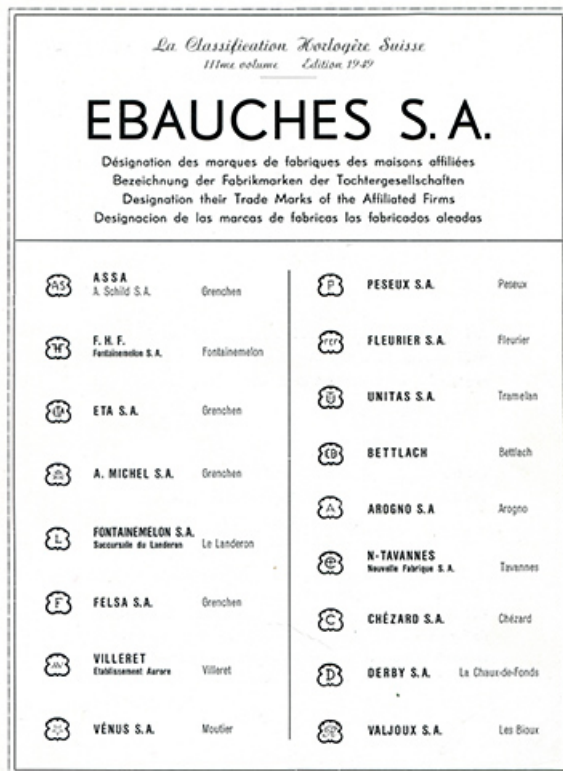 La Classification Horlogère Suisse
IIIme volume Édition 1949
EBAUCHES S. A.
Désignation des marques de fabriques des maisons affiliées
Bezeichnung der Fabrikmarken der Tochtergesellschaften
Designation their Trade Marks of the Affiliated Firms
Designacion de las marcas de fabricas las fabricados aleadas
AS
ASSA
A. Schild S.A. Grenchen
F. H. F.
Fontainemelon S.A. Fontainemelon
ETA S.A. Grenchen
A. MICHEL S.A. Grenchen
L
FONTAINEMELON S.A.
Succursale du Landeron Le Landeron
F
FELSA S.A. Grenchen
VILLERET
Etablissement Aurore Villeret
VÉNUS S.A. Moutier
P
PESEUX S.A. Peseux
FLEURIER S.A. Fleurier
U
UNITAS S.A. Tramelan
BETTLACH Bettlach
A
AROGNO S.A Arogno
N-TAVANNES
Nouvelle Fabrique S.A. Tavannes
C
CHÉZARD S.A. Chézard
D
DERBY S.A. La Chaux-de-Fonds
VALJOUX S.A. Les Bioux